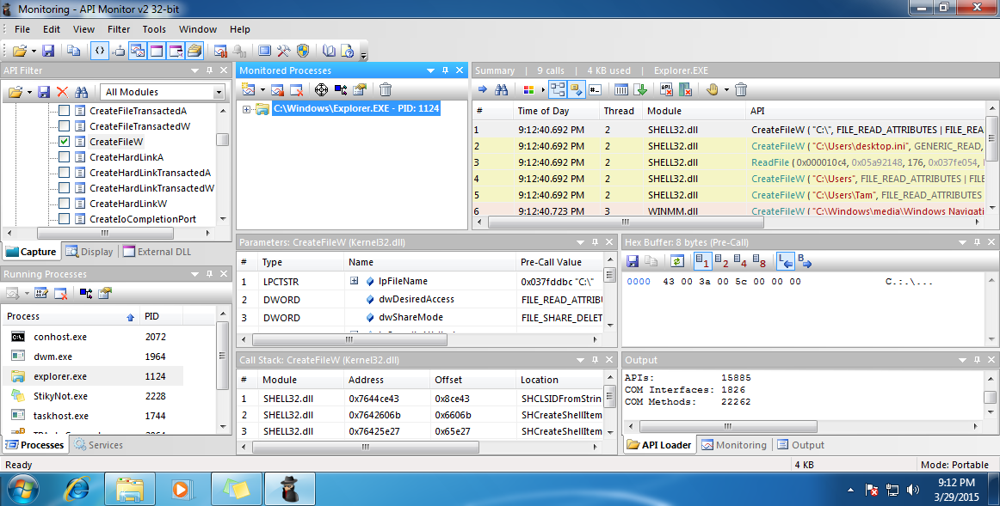 Monitoring - API Monitor v2 32-bit
File Edit View Filter Tools Window Help
API Filter
All Modules
CreateFileTransactedA
CreateFileTransactedW
CreateFileW
CreateHardLinkA
CreateHardLinkTransactedA
CreateHardLinkTransactedW
CreateHardLinkW
CreateIoCompletionPort
Capture Display External DLL
Monitored Processes
C:\Windows\Explorer.EXE - PID: 1124
Summary | 9 calls | 4 KB used | Explorer.EXE
# Time of Day Thread Module API
1 9:12:40.692 PM 2 SHELL32.dll CreateFileW ( "C:\", FILE_READ_ATTRIBUTES | FILE_REA
2 9:12:40.692 PM 2 SHELL32.dll CreateFileW ( "C:\Users\desktop.ini", GENERIC_READ,
3 9:12:40.692 PM 2 SHELL32.dll ReadFile ( 0x000010c4, 0x05a92148, 176, 0x037fe054,
4 9:12:40.692 PM 2 SHELL32.dll CreateFileW ( "C:\Users", FILE_READ_ATTRIBUTES | FILE
5 9:12:40.692 PM 2 SHELL32.dll CreateFileW ( "C:\Users\Tam", FILE_READ_ATTRIBUTES
6 9:12:40.723 PM 3 WINMM.dll CreateFileW ( "C:\Windows\media\Windows Navigati
Running Processes
Process PID
conhost.exe 2072
dwm.exe 1964
explorer.exe 1124
StikyNot.exe 2228
taskhost.exe 1744
Processes Services
Parameters: CreateFileW (Kernel32.dll)
# Type Name Pre-Call Value
1 LPCTSTR lpFileName 0x037fddbc "C:\"
2 DWORD dwDesiredAccess FILE_READ_ATTRIBU
3 DWORD dwShareMode FILE_SHARE_DELET
Hex Buffer: 8 bytes (Pre-Call)
1 2 4 8 L B
0000 43 00 3a 00 5c 00 00 00 C.:.\...
Call Stack: CreateFileW (Kernel32.dll)
# Module Address Offset Location
1 SHELL32.dll 0x7644ce43 0x8ce43 SHCLSIDFromStrin
2 SHELL32.dll 0x7642606b 0x6606b SHCreateShellItem
3 SHELL32.dll 0x76425e27 0x65e27 SHCreateShellItem
Output
APIs: 15885
COM Interfaces: 1826
COM Methods: 22262
API Loader Monitoring Output
Ready 4 KB Mode: Portable
9:12 PM
3/29/2015